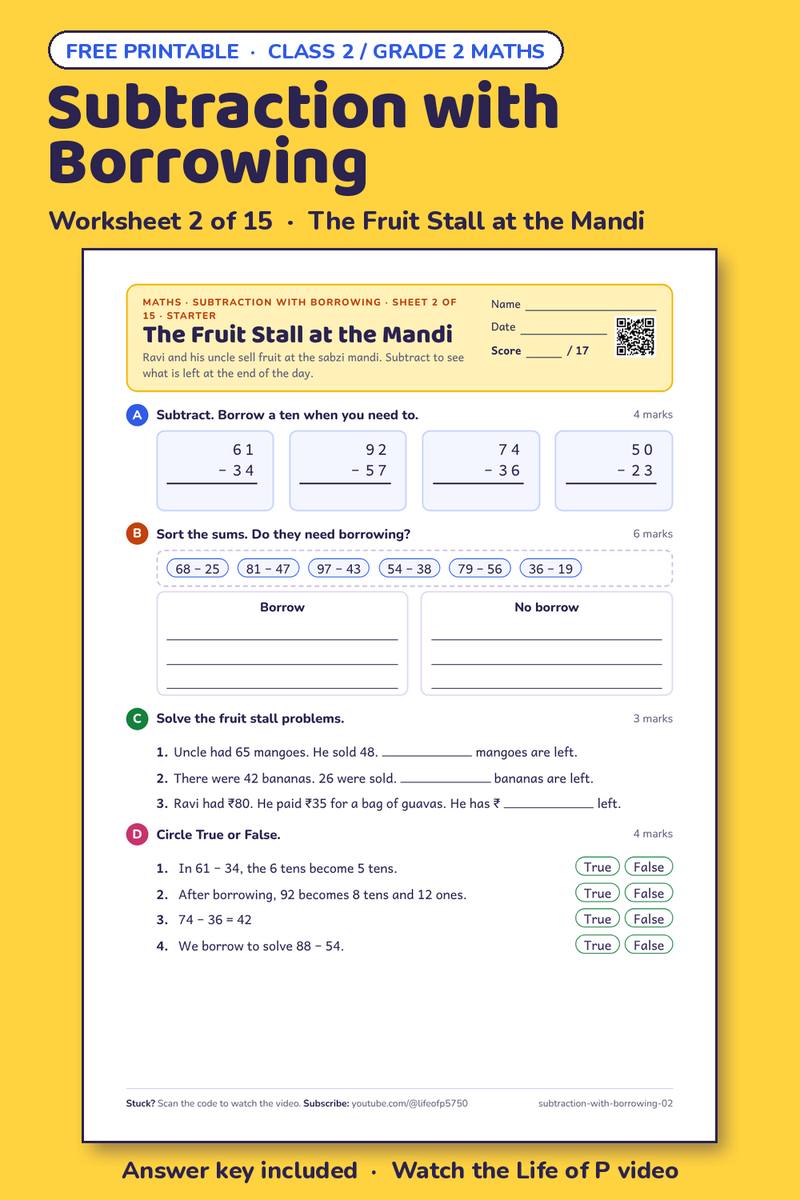 FREE PRINTABLE · CLASS 2 / GRADE 2 MATHS
Subtraction with
Borrowing
Worksheet 2 of 15 · The Fruit Stall at the Mandi
MATHS · SUBTRACTION WITH BORROWING · SHEET 2 OF
15 · STARTER
The Fruit Stall at the Mandi
Ravi and his uncle sell fruit at the sabzi mandi. Subtract to see
what is left at the end of the day.
Name
Date
Score ______ / 17
A Subtract. Borrow a ten when you need to. 4 marks
61 92 74 50
− 34 − 57 − 36 − 23
B Sort the sums. Do they need borrowing? 6 marks
68 − 25 81 − 47 97 − 43 54 − 38 79 − 56 36 − 19
Borrow No borrow
C Solve the fruit stall problems. 3 marks
1. Uncle had 65 mangoes. He sold 48. ______ mangoes are left.
2. There were 42 bananas. 26 were sold. ______ bananas are left.
3. Ravi had ₹80. He paid ₹35 for a bag of guavas. He has ₹ ______ left.
D Circle True or False. 4 marks
1. In 61 − 34, the 6 tens become 5 tens. True False
2. After borrowing, 92 becomes 8 tens and 12 ones. True False
3. 74 − 36 = 42 True False
4. We borrow to solve 88 − 54. True False
Stuck? Scan the code to watch the video. Subscribe: youtube.com/@lifeofp5750 subtraction-with-borrowing-02
Answer key included · Watch the Life of P video